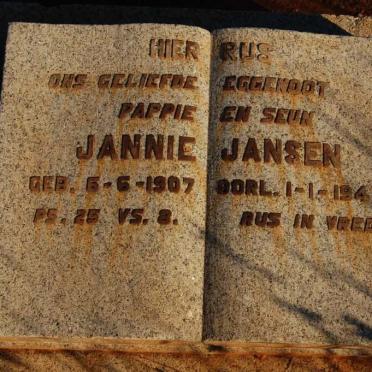 HIER RUS
ONS GELIEFDE EGGENOOT
PAPPIE EN SEUN
JANNIE JANSEN
GEB. 6-6-1907 OORL. 1-1-194
PS. 25 VS. 8. RUS IN VREDE